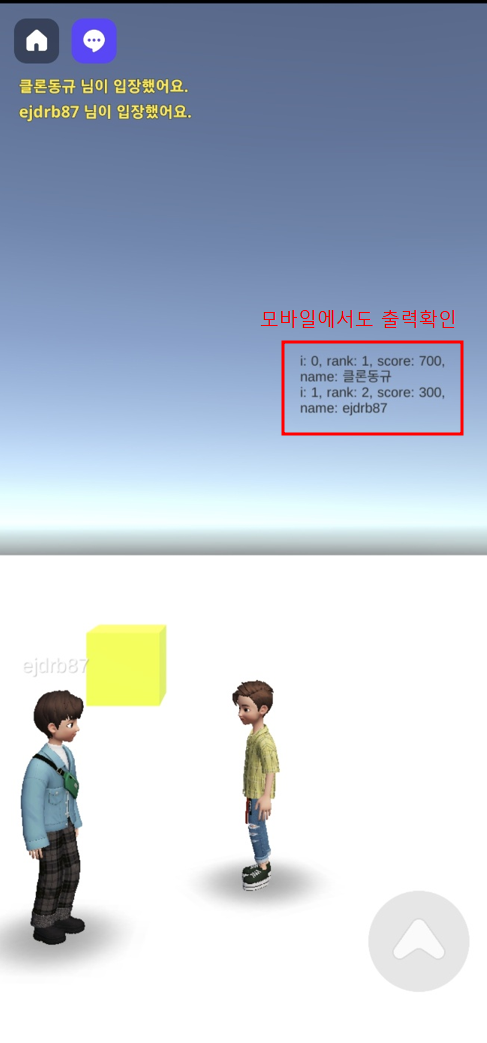 클론동규 님이 입장했어요.
ejdrb87 님이 입장했어요.
모바일에서도 출력확인
i: 0, rank: 1, score: 700,
name: 클론동규
i: 1, rank: 2, score: 300,
name: ejdrb87
ejdrb87